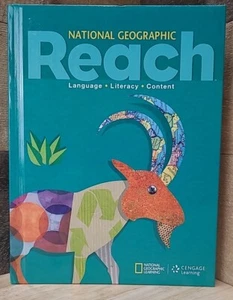 NATIONAL GEOGRAPHIC
Reach
Language • Literacy • Content
NATIONAL
GEOGRAPHIC
LEARNING
CENGAGE
Learning